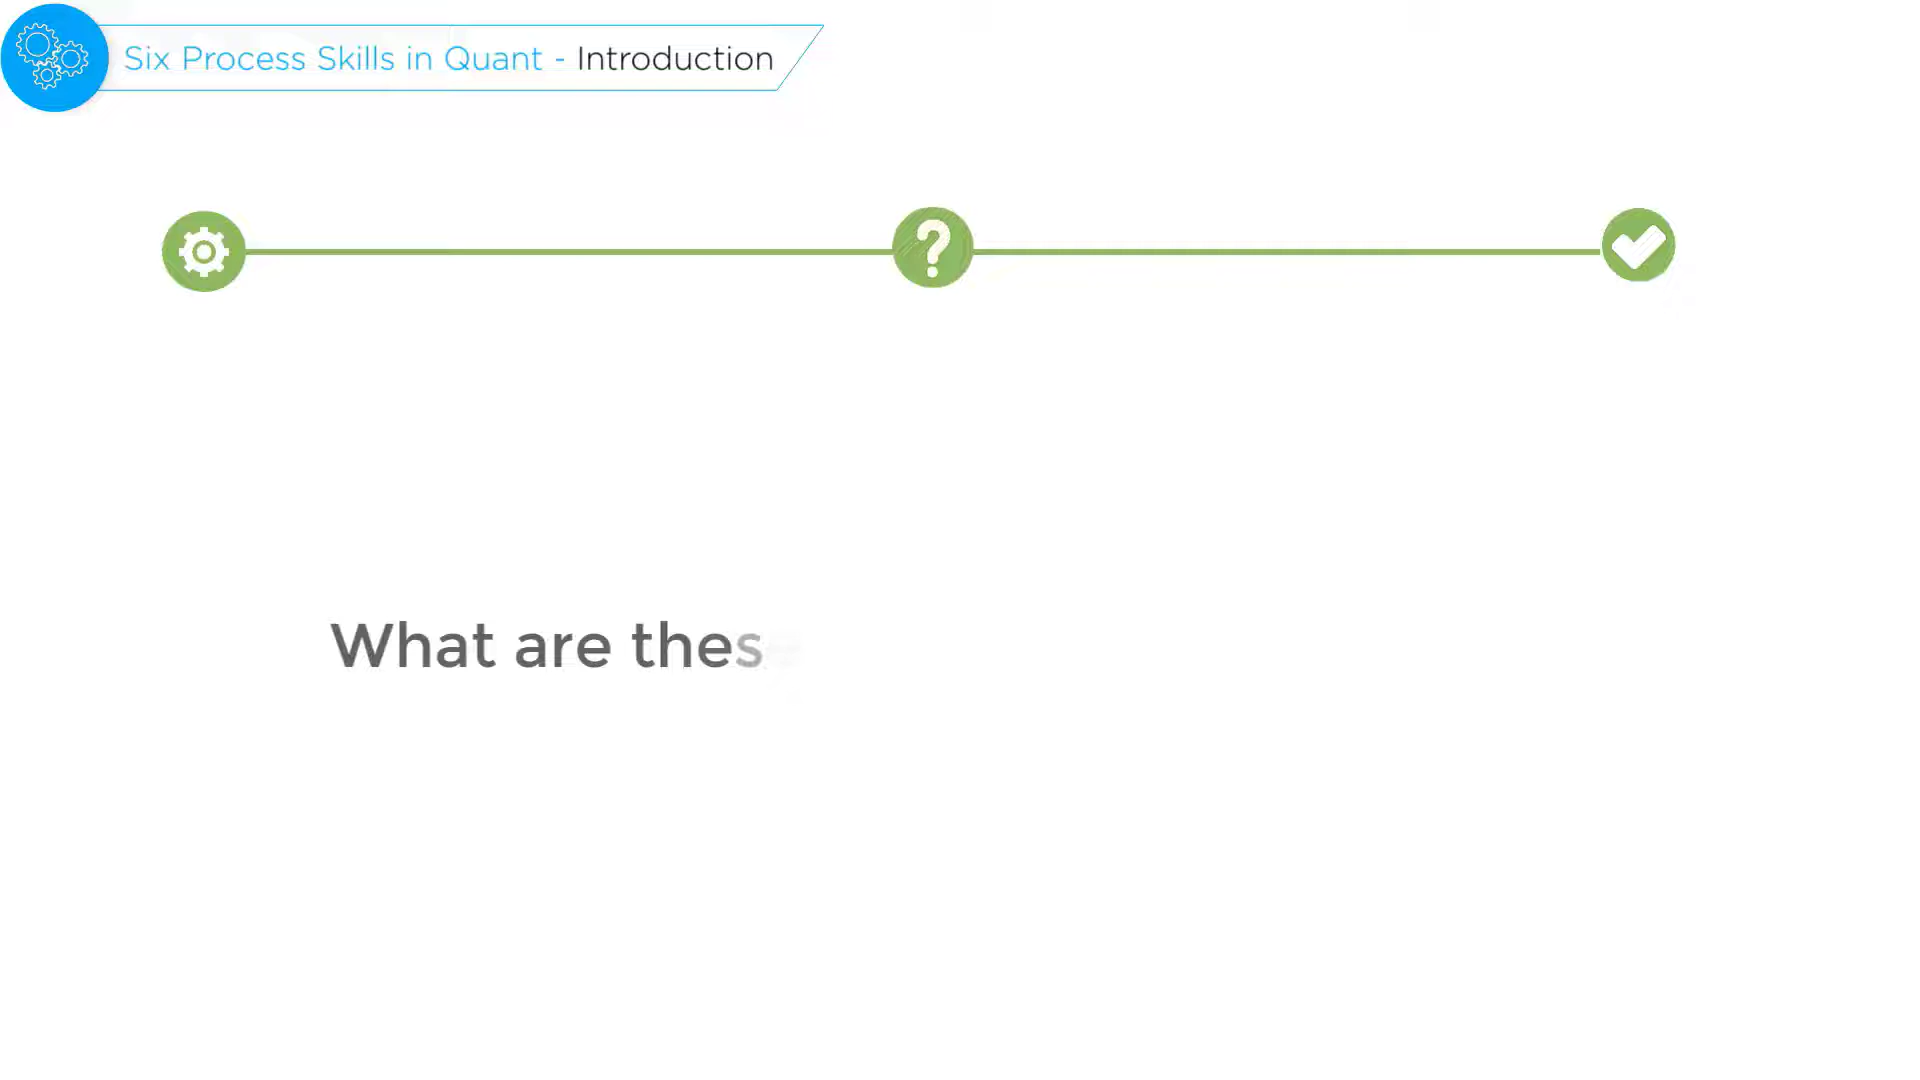 Six Process Skills in Quant - Introduction
What are thes